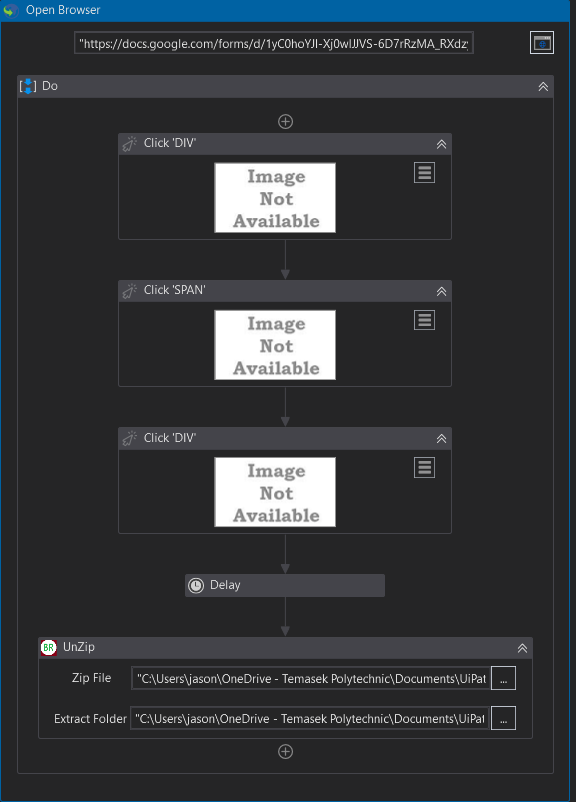 Open Browser
"https://docs.google.com/forms/d/1yC0hoYJI-Xj0wIJJVS-6D7rRzMA_RXdz
Do
Click 'DIV'
Image
Not
Available
Click 'SPAN'
Image
Not
Available
Click 'DIV'
Image
Not
Available
Delay
BR UnZip
Zip File "C:\Users\jason\OneDrive - Temasek Polytechnic\Documents\UiPat ...
Extract Folder "C:\Users\jason\OneDrive - Temasek Polytechnic\Documents\UiPat ...